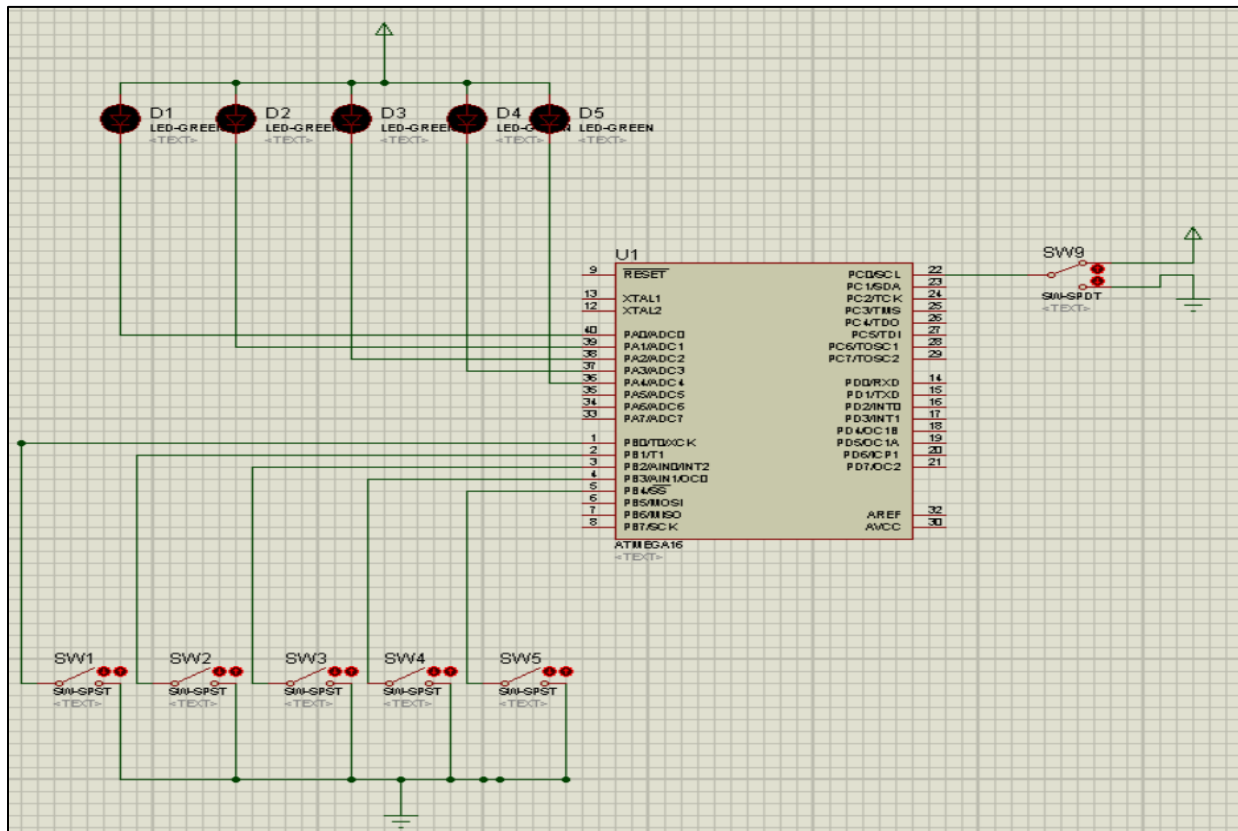 D1 D2 D3 D4 D5
LED-GREEN LED-GREEN LED-GREEN LED-GREEN LED-GREEN
<TEXT> <TEXT> <TEXT> <TEXT> <TEXT>
U1
9 RESET
13 XTAL1
12 XTAL2
40 PA0/ADC0
39 PA1/ADC1
38 PA2/ADC2
37 PA3/ADC3
36 PA4/ADC4
35 PA5/ADC5
34 PA6/ADC6
33 PA7/ADC7
1 PB0/T0/XCK
2 PB1/T1
3 PB2/AIN0/INT2
4 PB3/AIN1/OC0
5 PB4/SS
6 PB5/MOSI
7 PB6/MISO
8 PB7/SCK
PC0/SCL 22
PC1/SDA 23
PC2/TCK 24
PC3/TMS 25
PC4/TDO 26
PC5/TDI 27
PC6/TOSC1 28
PC7/TOSC2 29
PD0/RXD 14
PD1/TXD 15
PD2/INT0 16
PD3/INT1 17
PD4/OC1B 18
PD5/OC1A 19
PD6/ICP1 20
PD7/OC2 21
AREF 32
AVCC 30
ATMEGA16
<TEXT>
SW9
SW-SPDT
<TEXT>
SW1 SW2 SW3 SW4 SW5
SW-SPST SW-SPST SW-SPST SW-SPST SW-SPST
<TEXT> <TEXT> <TEXT> <TEXT> <TEXT>